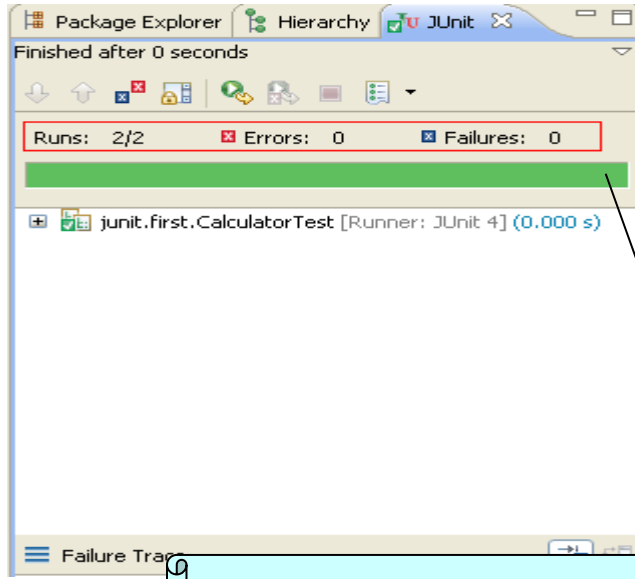 Package Explorer Hierarchy JUnit
Finished after 0 seconds
Runs: 2/2 Errors: 0 Failures: 0
junit.first.CalculatorTest [Runner: JUnit 4] (0.000 s)
Failure Trace